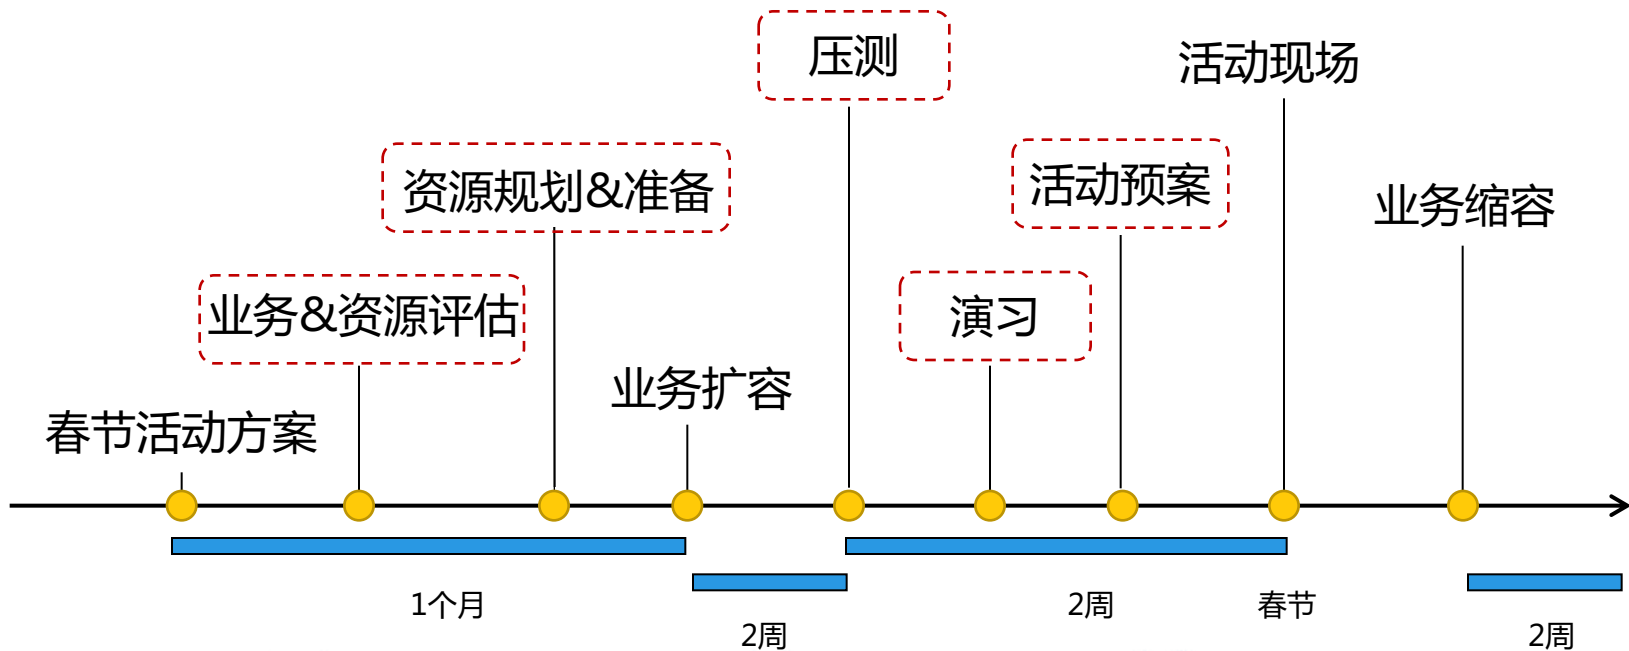 春节活动方案
业务&资源评估
资源规划&准备
业务扩容
压测
演习
活动预案
活动现场
业务缩容
1个月
2周
2周
春节
2周